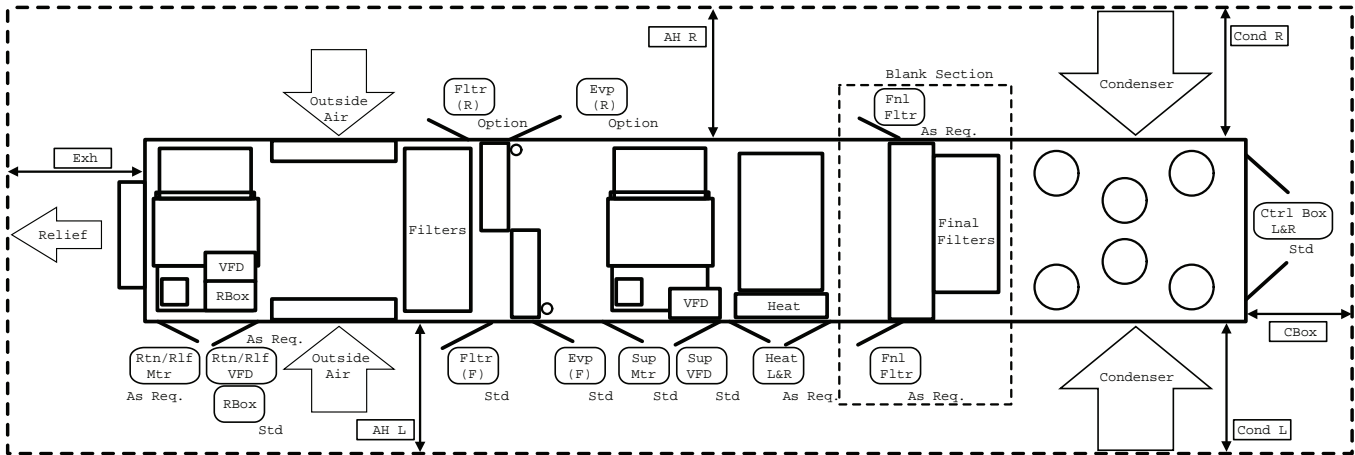 AH R
Cond R
Blank Section
Outside
Air
Fltr
(R)
Option
Evp
(R)
Option
Fnl
Fltr
As Req.
Condenser
Exh
Relief
VFD
RBox
Filters
VFD
Heat
Final
Filters
Ctrl Box
L&R
Std
CBox
Rtn/Rlf
Mtr
As Req.
Rtn/Rlf
VFD
RBox
Std
As Req.
Outside
Air
AH L
Fltr
(F)
Std
Evp
(F)
Std
Sup
Mtr
Std
Sup
VFD
Std
Heat
L&R
As Req.
Fnl
Fltr
As Req.
Condenser
Cond L